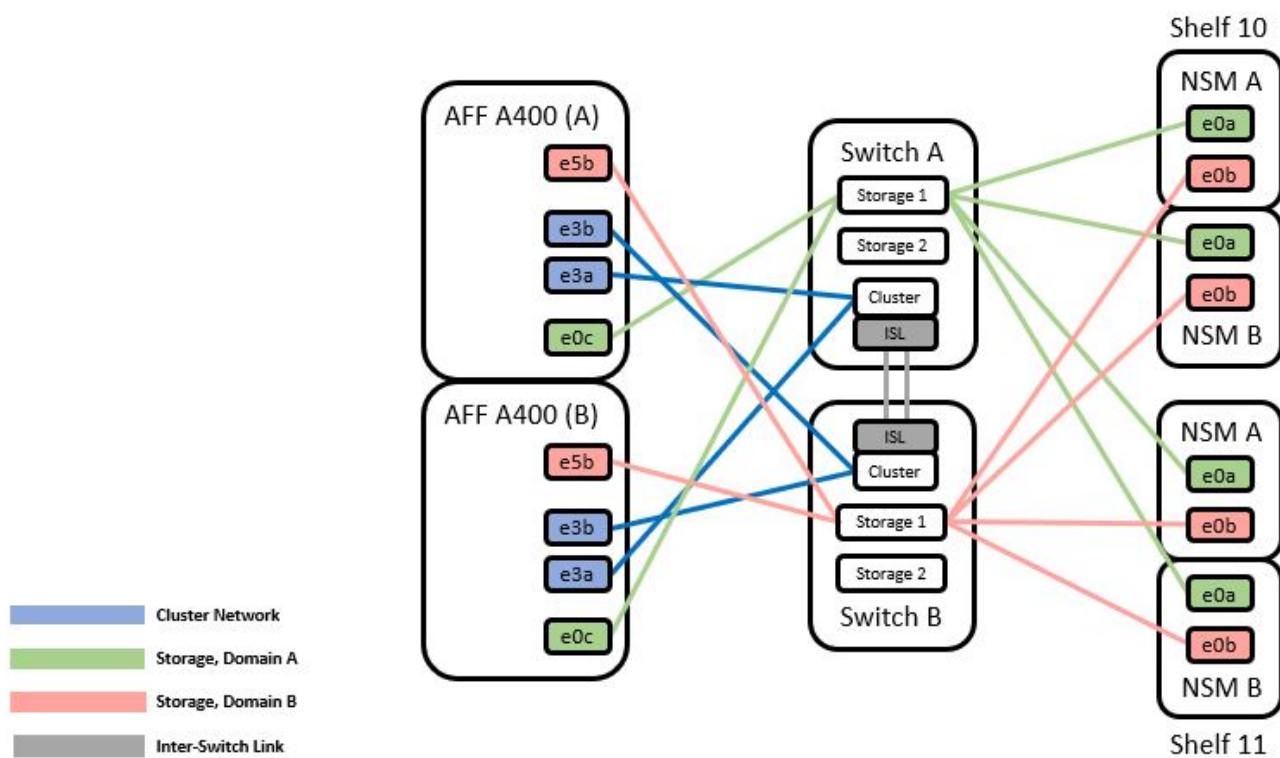 Shelf 10
AFF A400 (A)
e5b
e3b
e3a
e0c
AFF A400 (B)
e5b
e3b
e3a
e0c
Switch A
Storage 1
Storage 2
Cluster
ISL
ISL
Cluster
Storage 1
Storage 2
Switch B
NSM A
e0a
e0b
e0a
e0b
NSM B
NSM A
e0a
e0b
e0a
e0b
NSM B
Shelf 11
Cluster Network
Storage, Domain A
Storage, Domain B
Inter-Switch Link